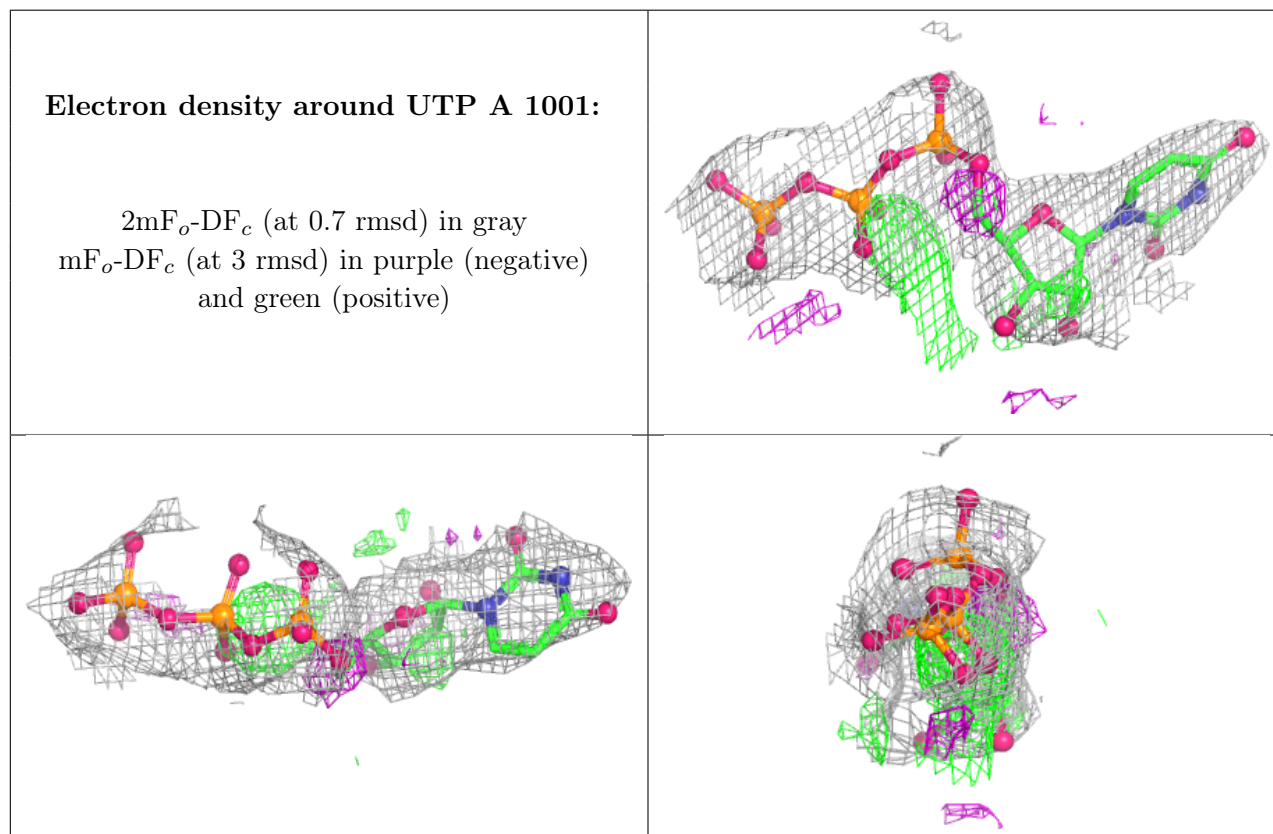 Electron density around UTP A 1001:
2mFo-DFc (at 0.7 rmsd) in gray
mFo-DFc (at 3 rmsd) in purple (negative)
and green (positive)